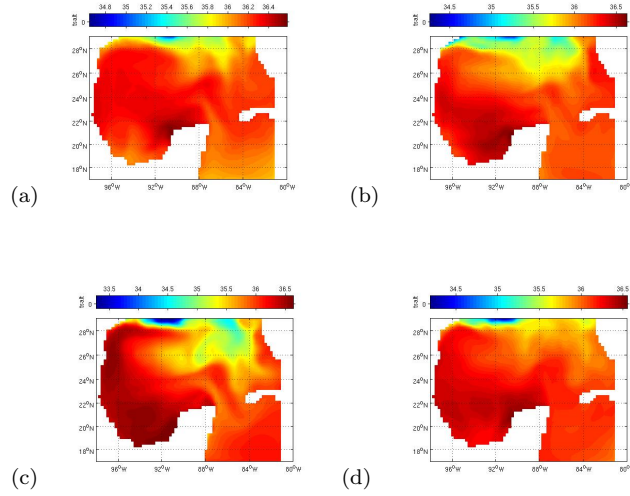 34.8 35 35.2 35.4 35.6 35.8 36 36.2 36.4
tsalt 0
28°N
26°N
24°N
22°N
20°N
18°N
96°W 92°W 88°W 84°W 80°W
(a)
34.5 35 35.5 36 36.5
tsalt 0
28°N
26°N
24°N
22°N
20°N
18°N
96°W 92°W 88°W 84°W 80°W
(b)
33.5 34 34.5 35 35.5 36 36.5
tsalt 0
28°N
26°N
24°N
22°N
20°N
18°N
96°W 92°W 88°W 84°W 80°W
(c)
34.5 35 35.5 36 36.5
tsalt 0
28°N
26°N
24°N
22°N
20°N
18°N
96°W 92°W 88°W 84°W 80°W
(d)